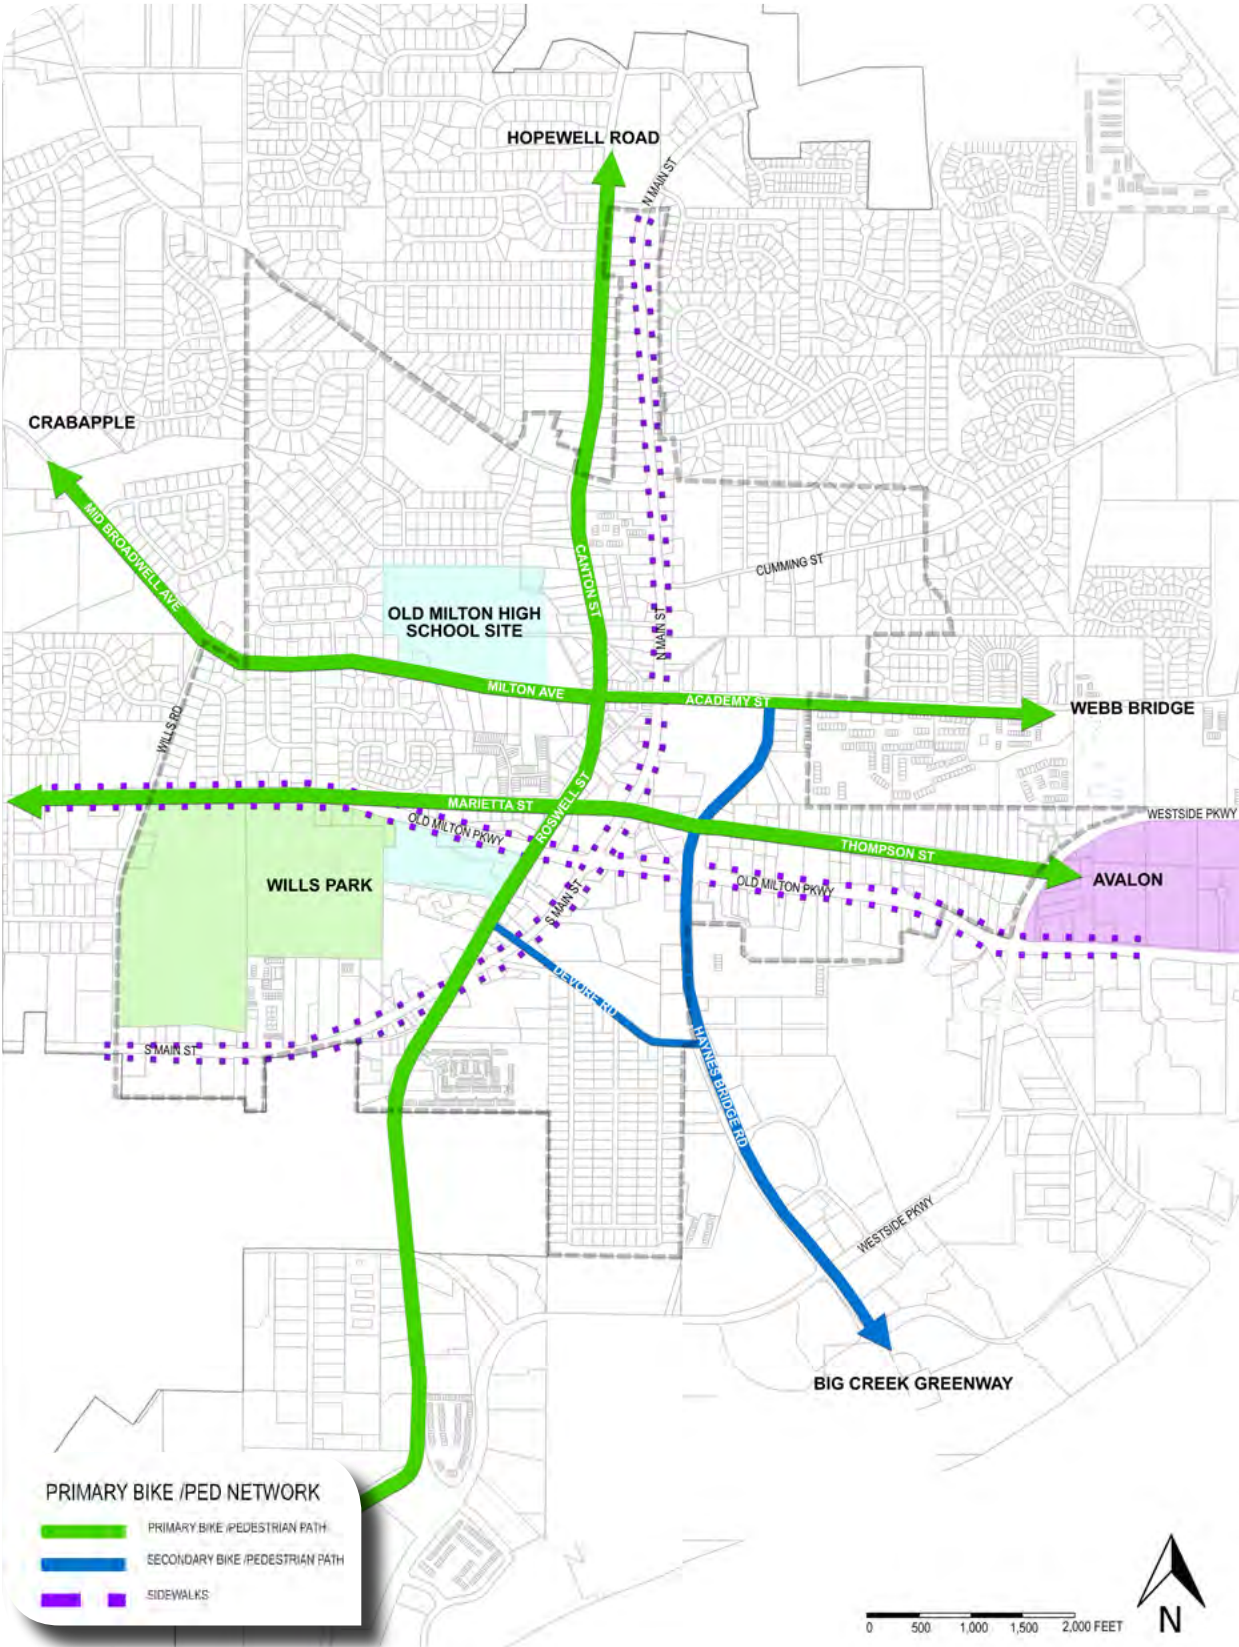 HOPEWELL ROAD
N MAIN ST
CRABAPPLE
MID BROADWELL AVE
CANTON ST
CUMMING ST
OLD MILTON HIGH
SCHOOL SITE
N MAIN ST
MILTON AVE
ACADEMY ST
WEBB BRIDGE
WILLS RD
MARIETTA ST
ROSWELL ST
OLD MILTON PKWY
WESTSIDE PKWY
THOMPSON ST
WILLS PARK
OLD MILTON PKWY
AVALON
S MAIN ST
DEVORE RD
S MAIN ST
HAYNES BRIDGE RD
WESTSIDE PKWY
BIG CREEK GREENWAY
PRIMARY BIKE /PED NETWORK
PRIMARY BIKE /PEDESTRIAN PATH
SECONDARY BIKE /PEDESTRIAN PATH
SIDEWALKS
0 500 1,000 1,500 2,000 FEET
N